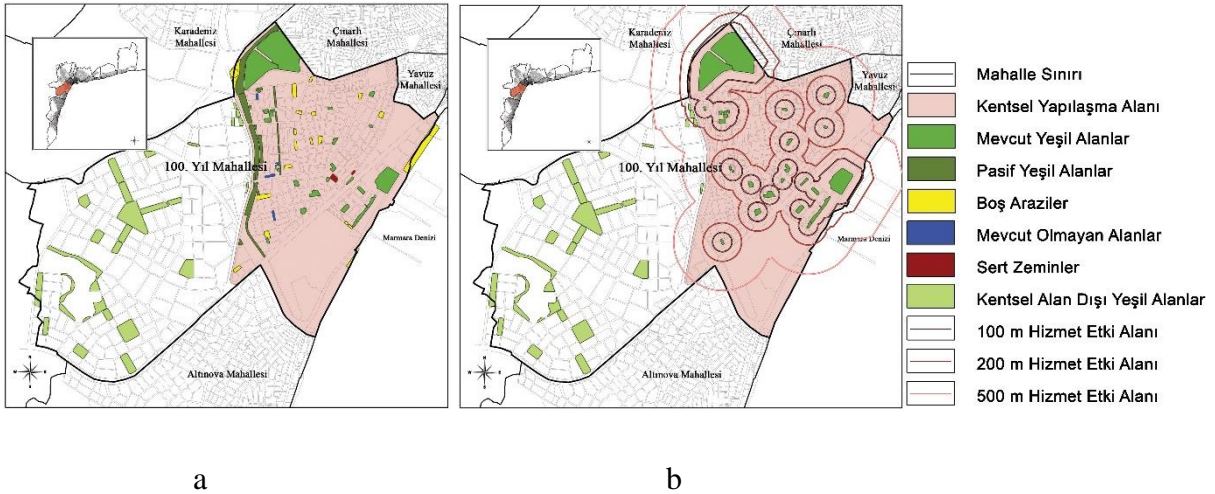 a)
Karadeniz
Mahallesi
Çınarlı
Mahallesi
Yavuz
Mahallesi
100. Yıl Mahallesi
Marmara Denizi
Altınova Mahallesi
b)
Karadeniz
Mahallesi
Çınarlı
Mahallesi
Yavuz
Mahallesi
100. Yıl Mahallesi
Marmara Denizi
Altınova Mahallesi
Mahalle Sınırı
Kentsel Yapılaşma Alanı
Mevcut Yeşil Alanlar
Pasif Yeşil Alanlar
Boş Araziler
Mevcut Olmayan Alanlar
Sert Zeminler
Kentsel Alan Dışı Yeşil Alanlar
100 m Hizmet Etki Alanı
200 m Hizmet Etki Alanı
500 m Hizmet Etki Alanı
a
b